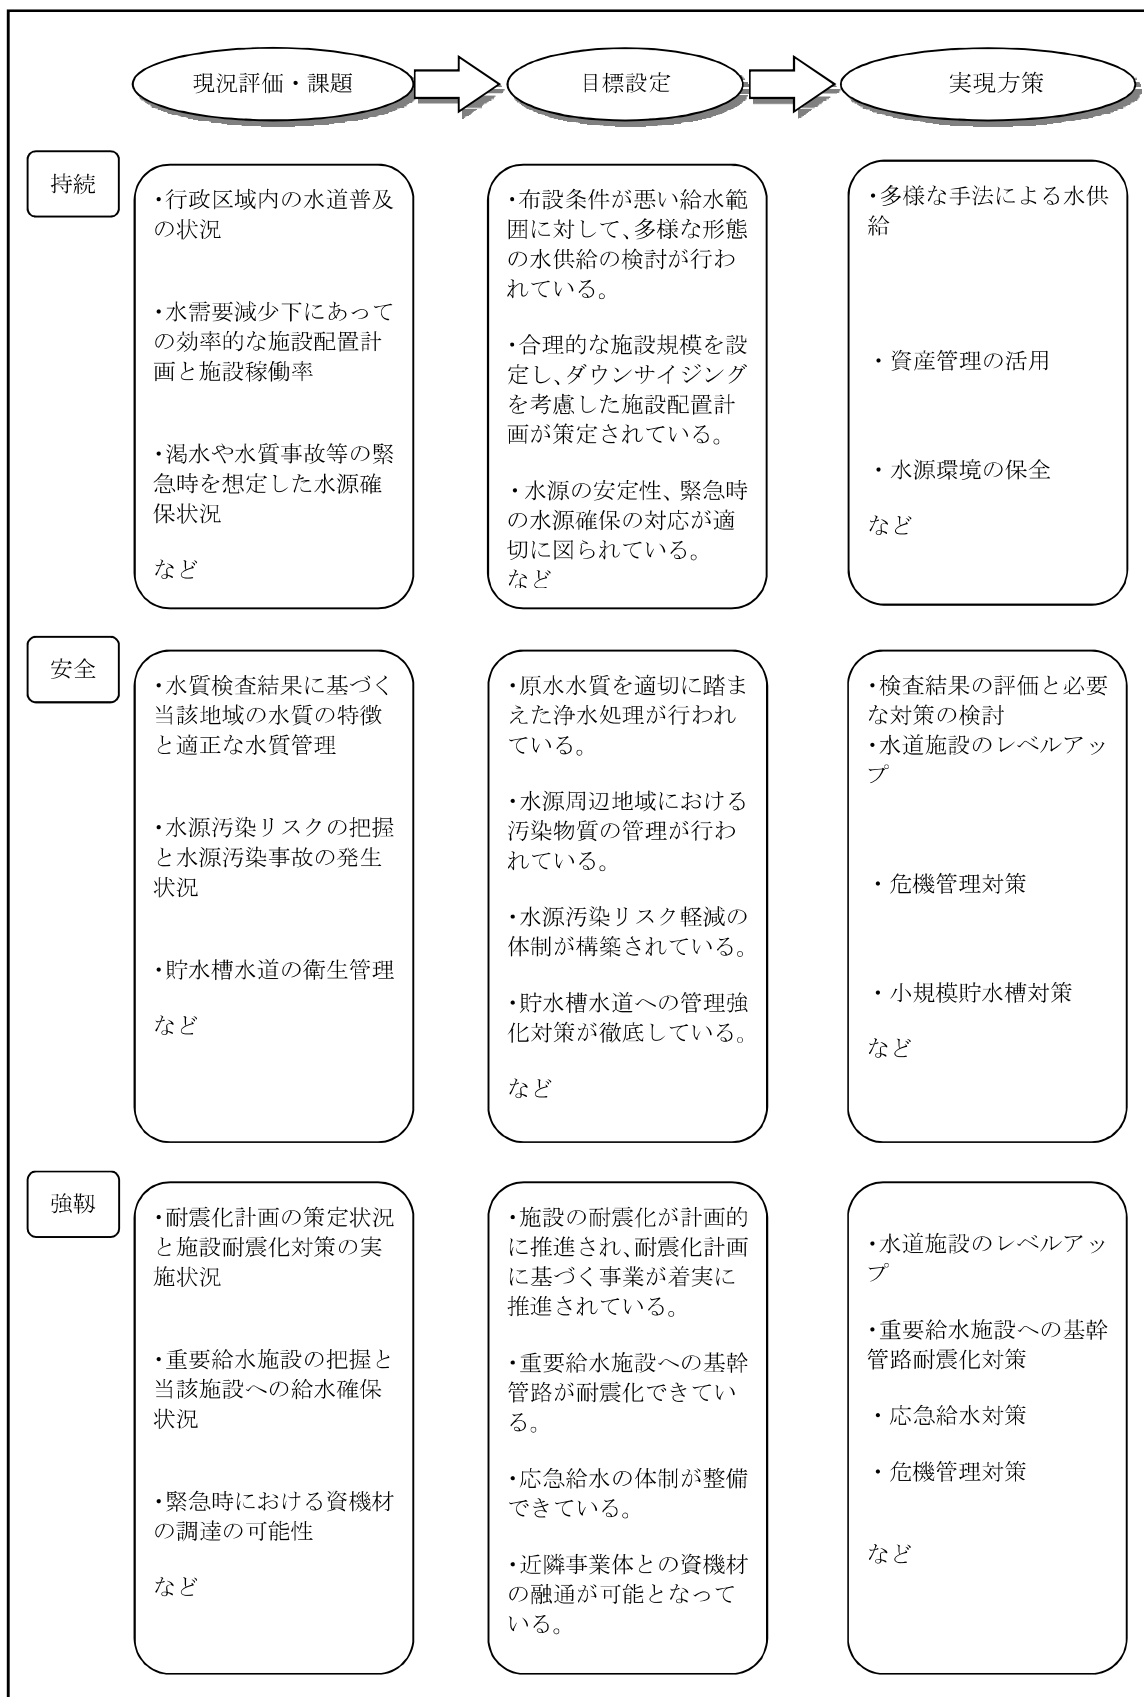 現況評価・課題
目標設定
実現方策
持続
・行政区域内の水道普及
の状況
・水需要減少下にあって
の効率的な施設配置計
画と施設稼働率
・渇水や水質事故等の緊
急時を想定した水源確
保状況
など
・布設条件が悪い給水範
囲に対して、多様な形態
の水供給の検討が行わ
れている。
・合理的な施設規模を設
定し、ダウンサイジング
を考慮した施設配置計
画が策定されている。
・水源の安定性、緊急時
の水源確保の対応が適
切に図られている。
など
・多様な手法による水供
給
・資産管理の活用
・水源環境の保全
など
安全
・水質検査結果に基づく
当該地域の水質の特徴
と適正な水質管理
・水源汚染リスクの把握
と水源汚染事故の発生
状況
・貯水槽水道の衛生管理
など
・原水水質を適切に踏ま
えた浄水処理が行われ
ている。
・水源周辺地域における
汚染物質の管理が行わ
れている。
・水源汚染リスク軽減の
体制が構築されている。
・貯水槽水道への管理強
化対策が徹底している。
など
・検査結果の評価と必要
な対策の検討
・水道施設のレベルアッ
プ
・危機管理対策
・小規模貯水槽対策
など
強靱
・耐震化計画の策定状況
と施設耐震化対策の実
施状況
・重要給水施設の把握と
当該施設への給水確保
状況
・緊急時における資機材
の調達の可能性
など
・施設の耐震化が計画的
に推進され、耐震化計画
に基づく事業が着実に
推進されている。
・重要給水施設への基幹
管路が耐震化できてい
る。
・応急給水の体制が整備
できている。
・近隣事業体との資機材
の融通が可能となって
いる。
・水道施設のレベルアッ
プ
・重要給水施設への基幹
管路耐震化対策
・応急給水対策
・危機管理対策
など